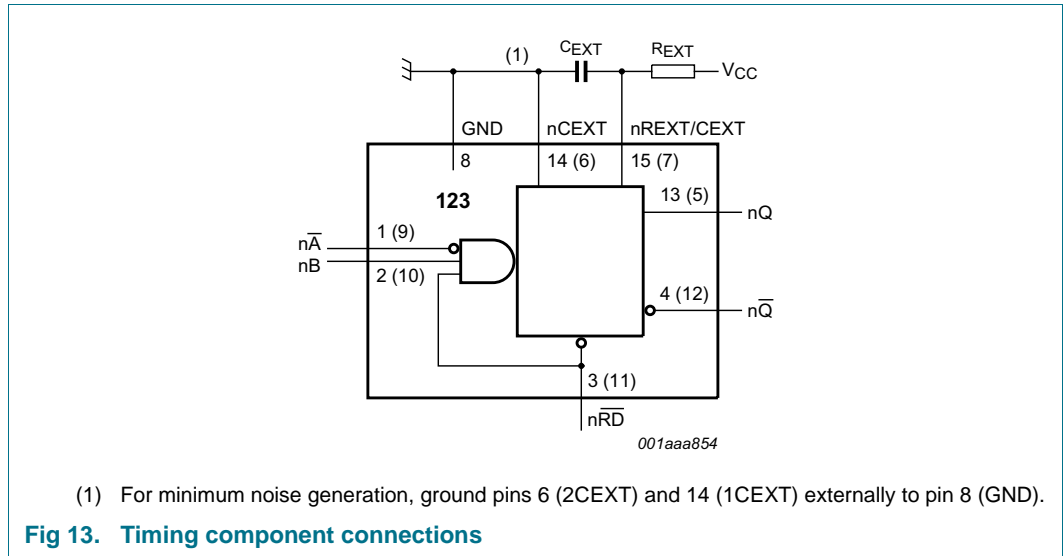 (1)
CEXT
REXT
VCC
GND
nCEXT
nREXT/CEXT
8
14 (6)
15 (7)
123
13 (5)
nQ
nA̅
1 (9)
nB
2 (10)
4 (12)
nQ̅
3 (11)
nR̅D̅
001aaa854
(1) For minimum noise generation, ground pins 6 (2CEXT) and 14 (1CEXT) externally to pin 8 (GND).
Fig 13. Timing component connections